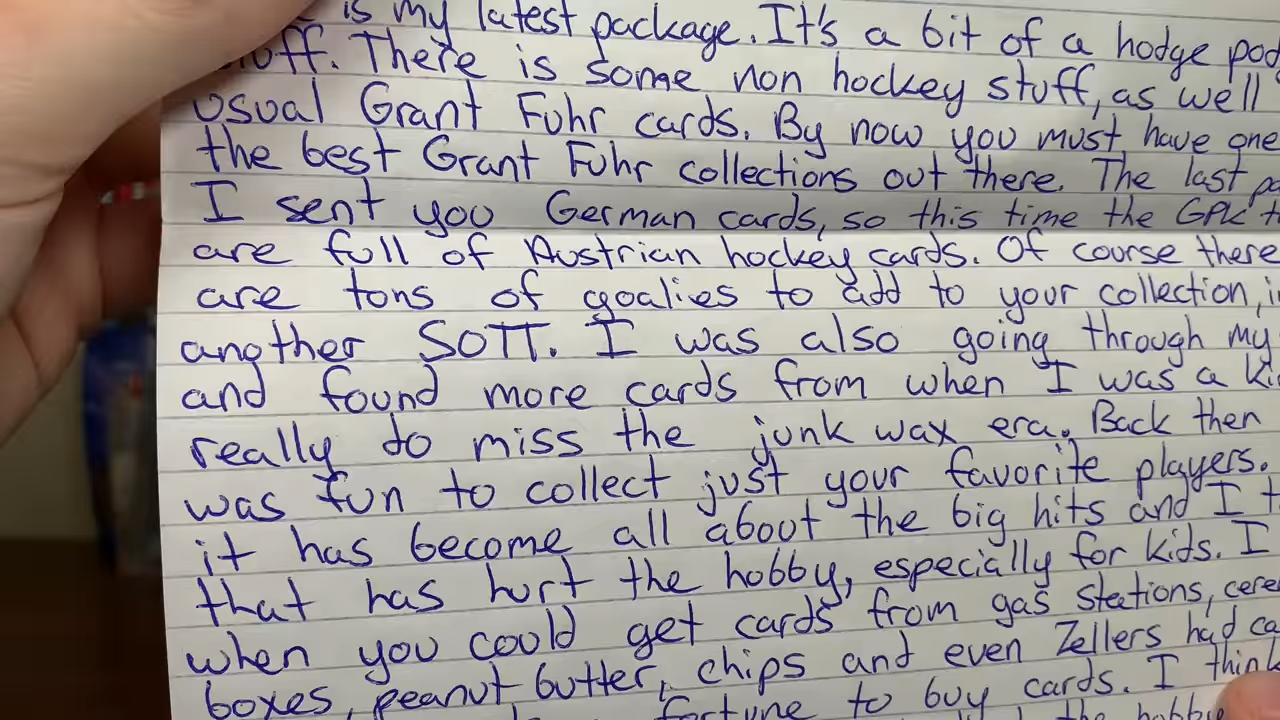 is my latest package. It's a bit of a hodge
There is some non hockey stuff, as well
usual Grant Fuhr cards. By now you must have one
the best Grant Fuhr collections out there. The last
I sent you German cards, so this time the GPK
are full of Austrian hockey cards. Of course there
are tons of goalies to add to your collection,
another SOTT. I was also going through my
and found more cards from when I was a
really do miss the junk wax era. Back then
was fun to collect just your favorite players.
it has become all about the big hits and I
that has hurt the hobby, especially for kids. I
when you could get cards from gas stations,
boxes, peanut butter, chips and even Zellers had
fortune to buy cards. I think
the hobby